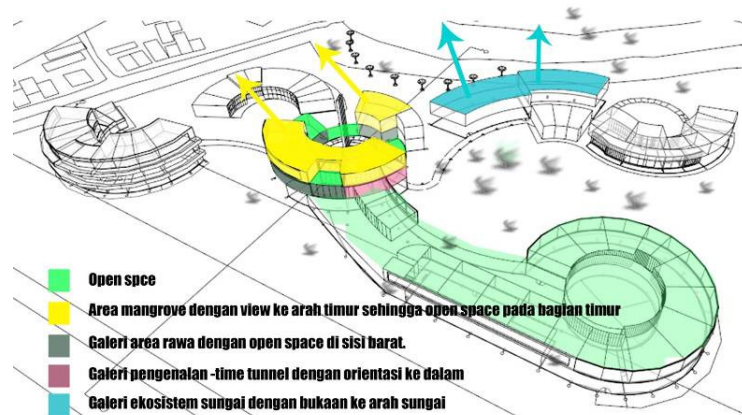 Open spce
Area mangrove dengan view ke arah timur sehingga open space pada bagian timur
Galeri area rawa dengan open space di sisi barat.
Galeri pengenalan -time tunnel dengan orientasi ke dalam
Galeri ekosistem sungai dengan bukaan ke arah sungai